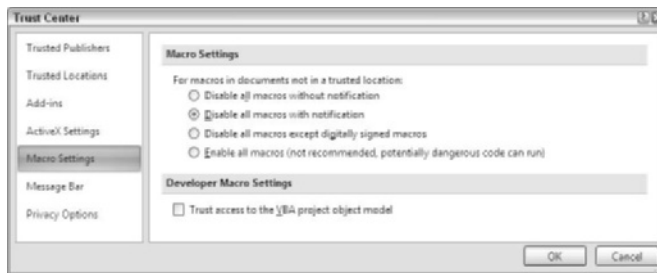 Trust Center
Trusted Publishers
Trusted Locations
Add-ins
ActiveX Settings
Macro Settings
Message Bar
Privacy Options
Macro Settings
For macros in documents not in a trusted location:
Disable all macros without notification
Disable all macros with notification
Disable all macros except digitally signed macros
Enable all macros (not recommended, potentially dangerous code can run)
Developer Macro Settings
Trust access to the VBA project object model
OK
Cancel